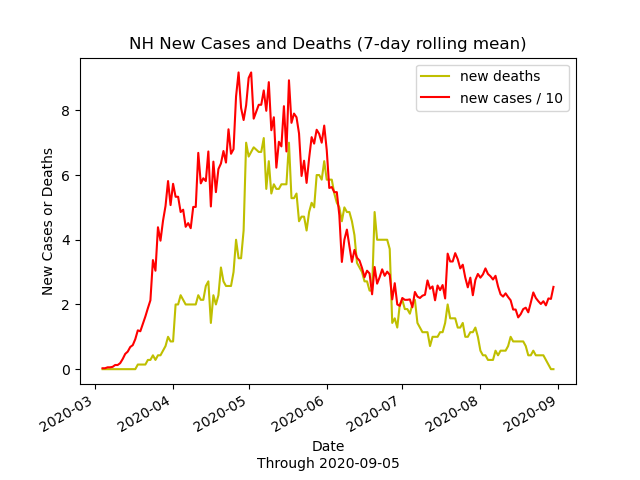 NH New Cases and Deaths (7-day rolling mean)
new deaths
new cases / 10
New Cases or Deaths
8
6
4
2
0
2020-03
2020-04
2020-05
2020-06
2020-07
2020-08
2020-09
Date
Through 2020-09-05